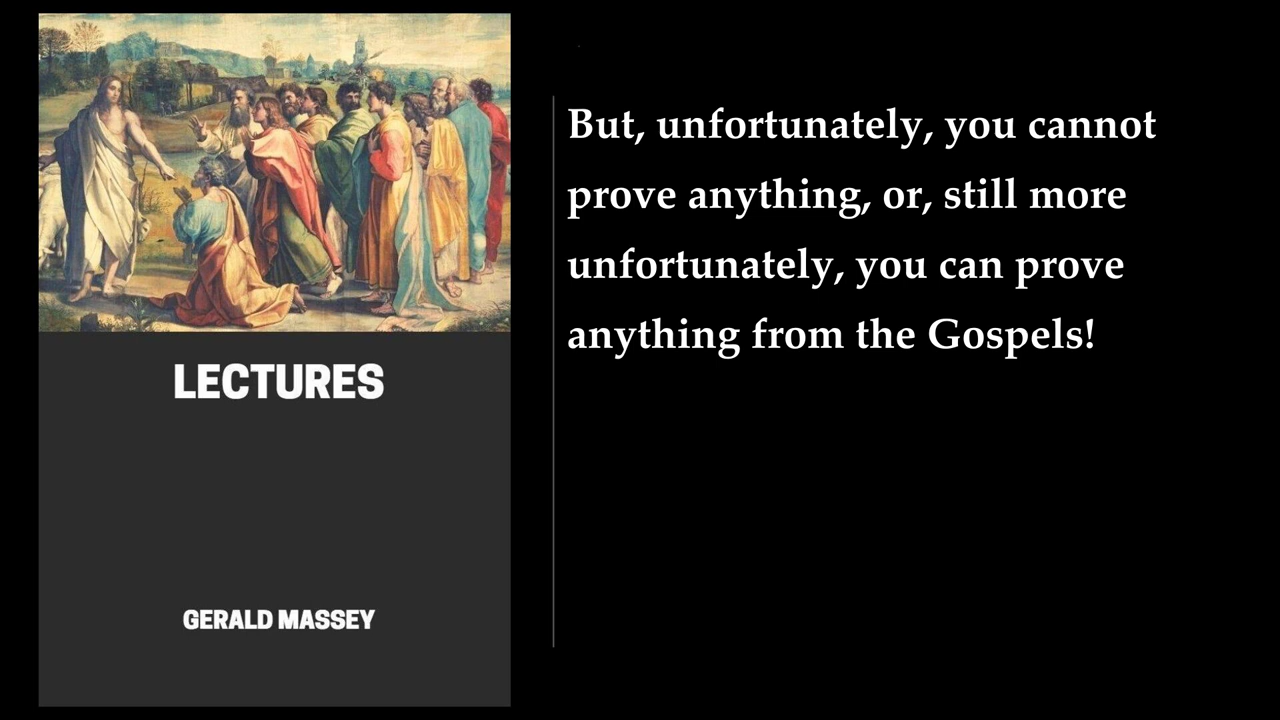 LECTURES
GERALD MASSEY
But, unfortunately, you cannot
prove anything, or, still more
unfortunately, you can prove
anything from the Gospels!